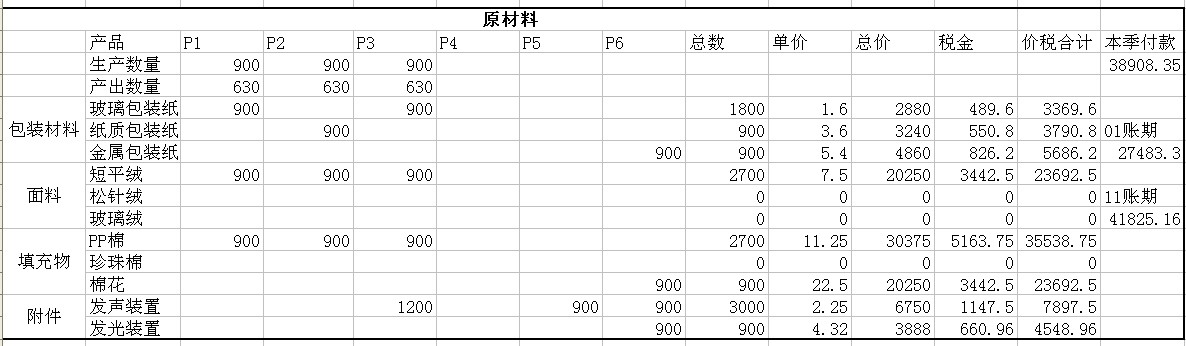 原材料
产品 P1 P2 P3 P4 P5 P6 总数 单价 总价 税金 价税合计 本季付款
生产数量 900 900 900 38908.35
产出数量 630 630 630
包装材料 玻璃包装纸 900 900 1800 1.6 2880 489.6 3369.6
纸质包装纸 900 900 3.6 3240 550.8 3790.8 01账期
金属包装纸 900 900 5.4 4860 826.2 5686.2 27483.3
面料 短平绒 900 900 900 2700 7.5 20250 3442.5 23692.5
松针绒 0 0 0 0 11账期
玻璃绒 0 0 0 0 41825.16
填充物 PP棉 900 900 900 2700 11.25 30375 5163.75 35538.75
珍珠棉 0 0 0 0
棉花 900 900 22.5 20250 3442.5 23692.5
附件 发声装置 1200 900 900 3000 2.25 6750 1147.5 7897.5
发光装置 900 900 4.32 3888 660.96 4548.96